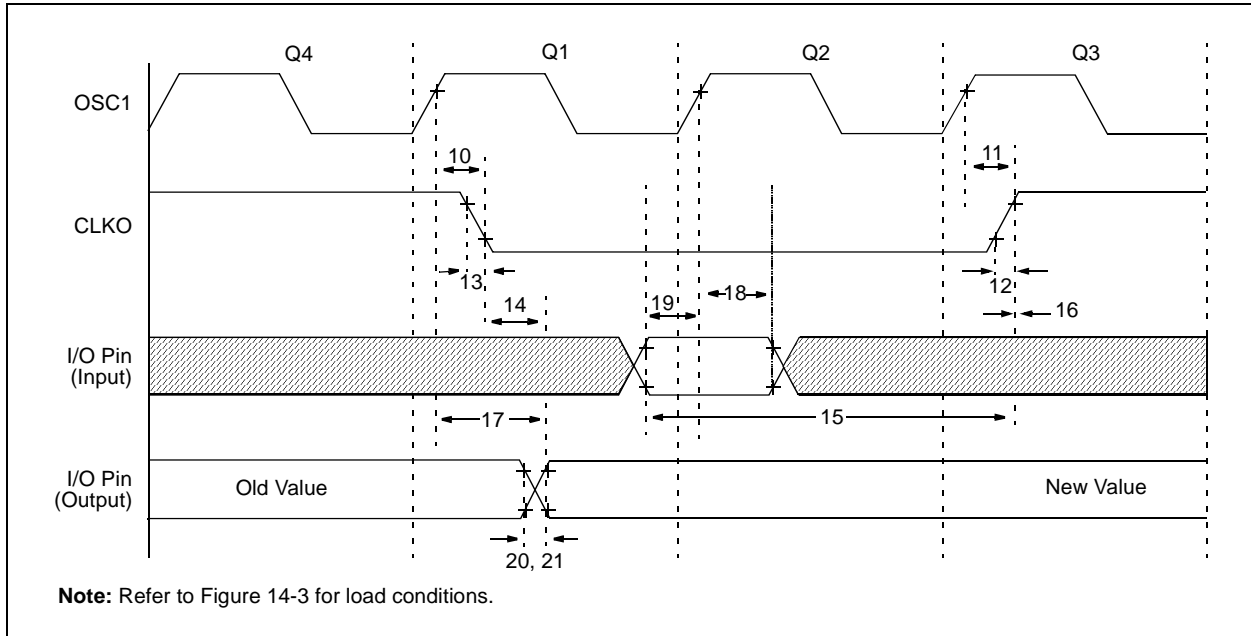 Q4 Q1 Q2 Q3
OSC1
10 11
CLKO
13 12
14 19 18 16
I/O Pin
(Input)
17 15
I/O Pin
(Output)
Old Value New Value
20, 21
Note: Refer to Figure 14-3 for load conditions.